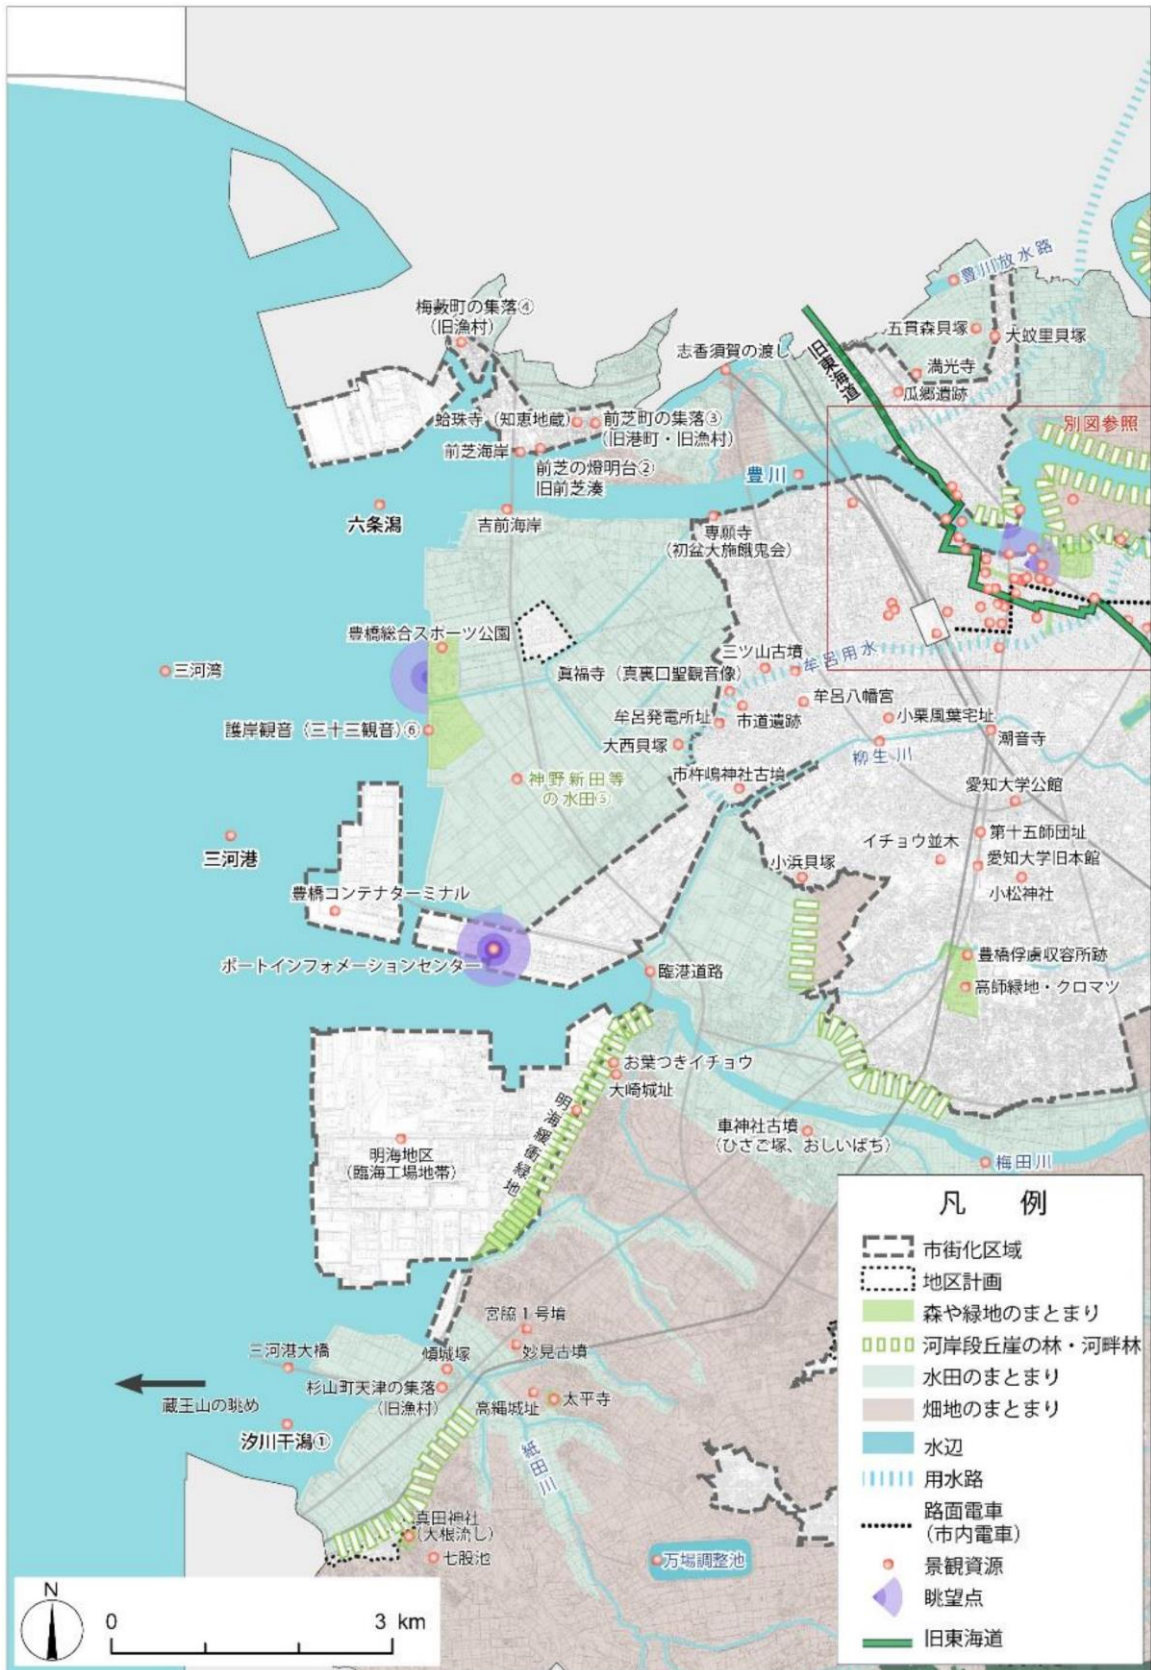 豊川放水路
梅藪町の集落④
(旧漁村)
五貫森貝塚
大蚊里貝塚
志香須賀の渡し
旧東海道
満光寺
瓜郷遺跡
蛤珠寺(知恵地蔵)
前芝町の集落③
(旧港町・旧漁村)
別図参照
前芝海岸
前芝の燈明台②
旧前芝湊
豊川
六条潟
吉前海岸
専願寺
(初盆大施餓鬼会)
豊橋総合スポーツ公園
三ツ山古墳
牟呂用水
三河湾
眞福寺(真裏口聖観音像)
牟呂八幡宮
護岸観音(三十三観音)⑥
牟呂発電所址
市道遺跡
小栗風葉宅址
潮音寺
大西貝塚
柳生川
神野新田等
の水田⑤
市杵嶋神社古墳
愛知大学公館
三河港
イチョウ並木
第十五師団址
小浜貝塚
愛知大学旧本館
小松神社
豊橋コンテナターミナル
ポートインフォメーションセンター
臨港道路
豊橋俘虜収容所跡
高師緑地・クロマツ
お葉つきイチョウ
大崎城址
明海緩衝緑地
明海地区
(臨海工場地帯)
車神社古墳
(ひさご塚、おしいばち)
梅田川
宮脇1号墳
三河港大橋
傾城塚
妙見古墳
蔵王山の眺め
杉山町天津の集落
(旧漁村)
高縄城址
太平寺
汐川干潟①
紙田川
真田神社
(大根流し)
七股池
万場調整池
凡 例
市街化区域
地区計画
森や緑地のまとまり
河岸段丘崖の林・河畔林
水田のまとまり
畑地のまとまり
水辺
用水路
路面電車
(市内電車)
景観資源
眺望点
旧東海道
N
0 3 km